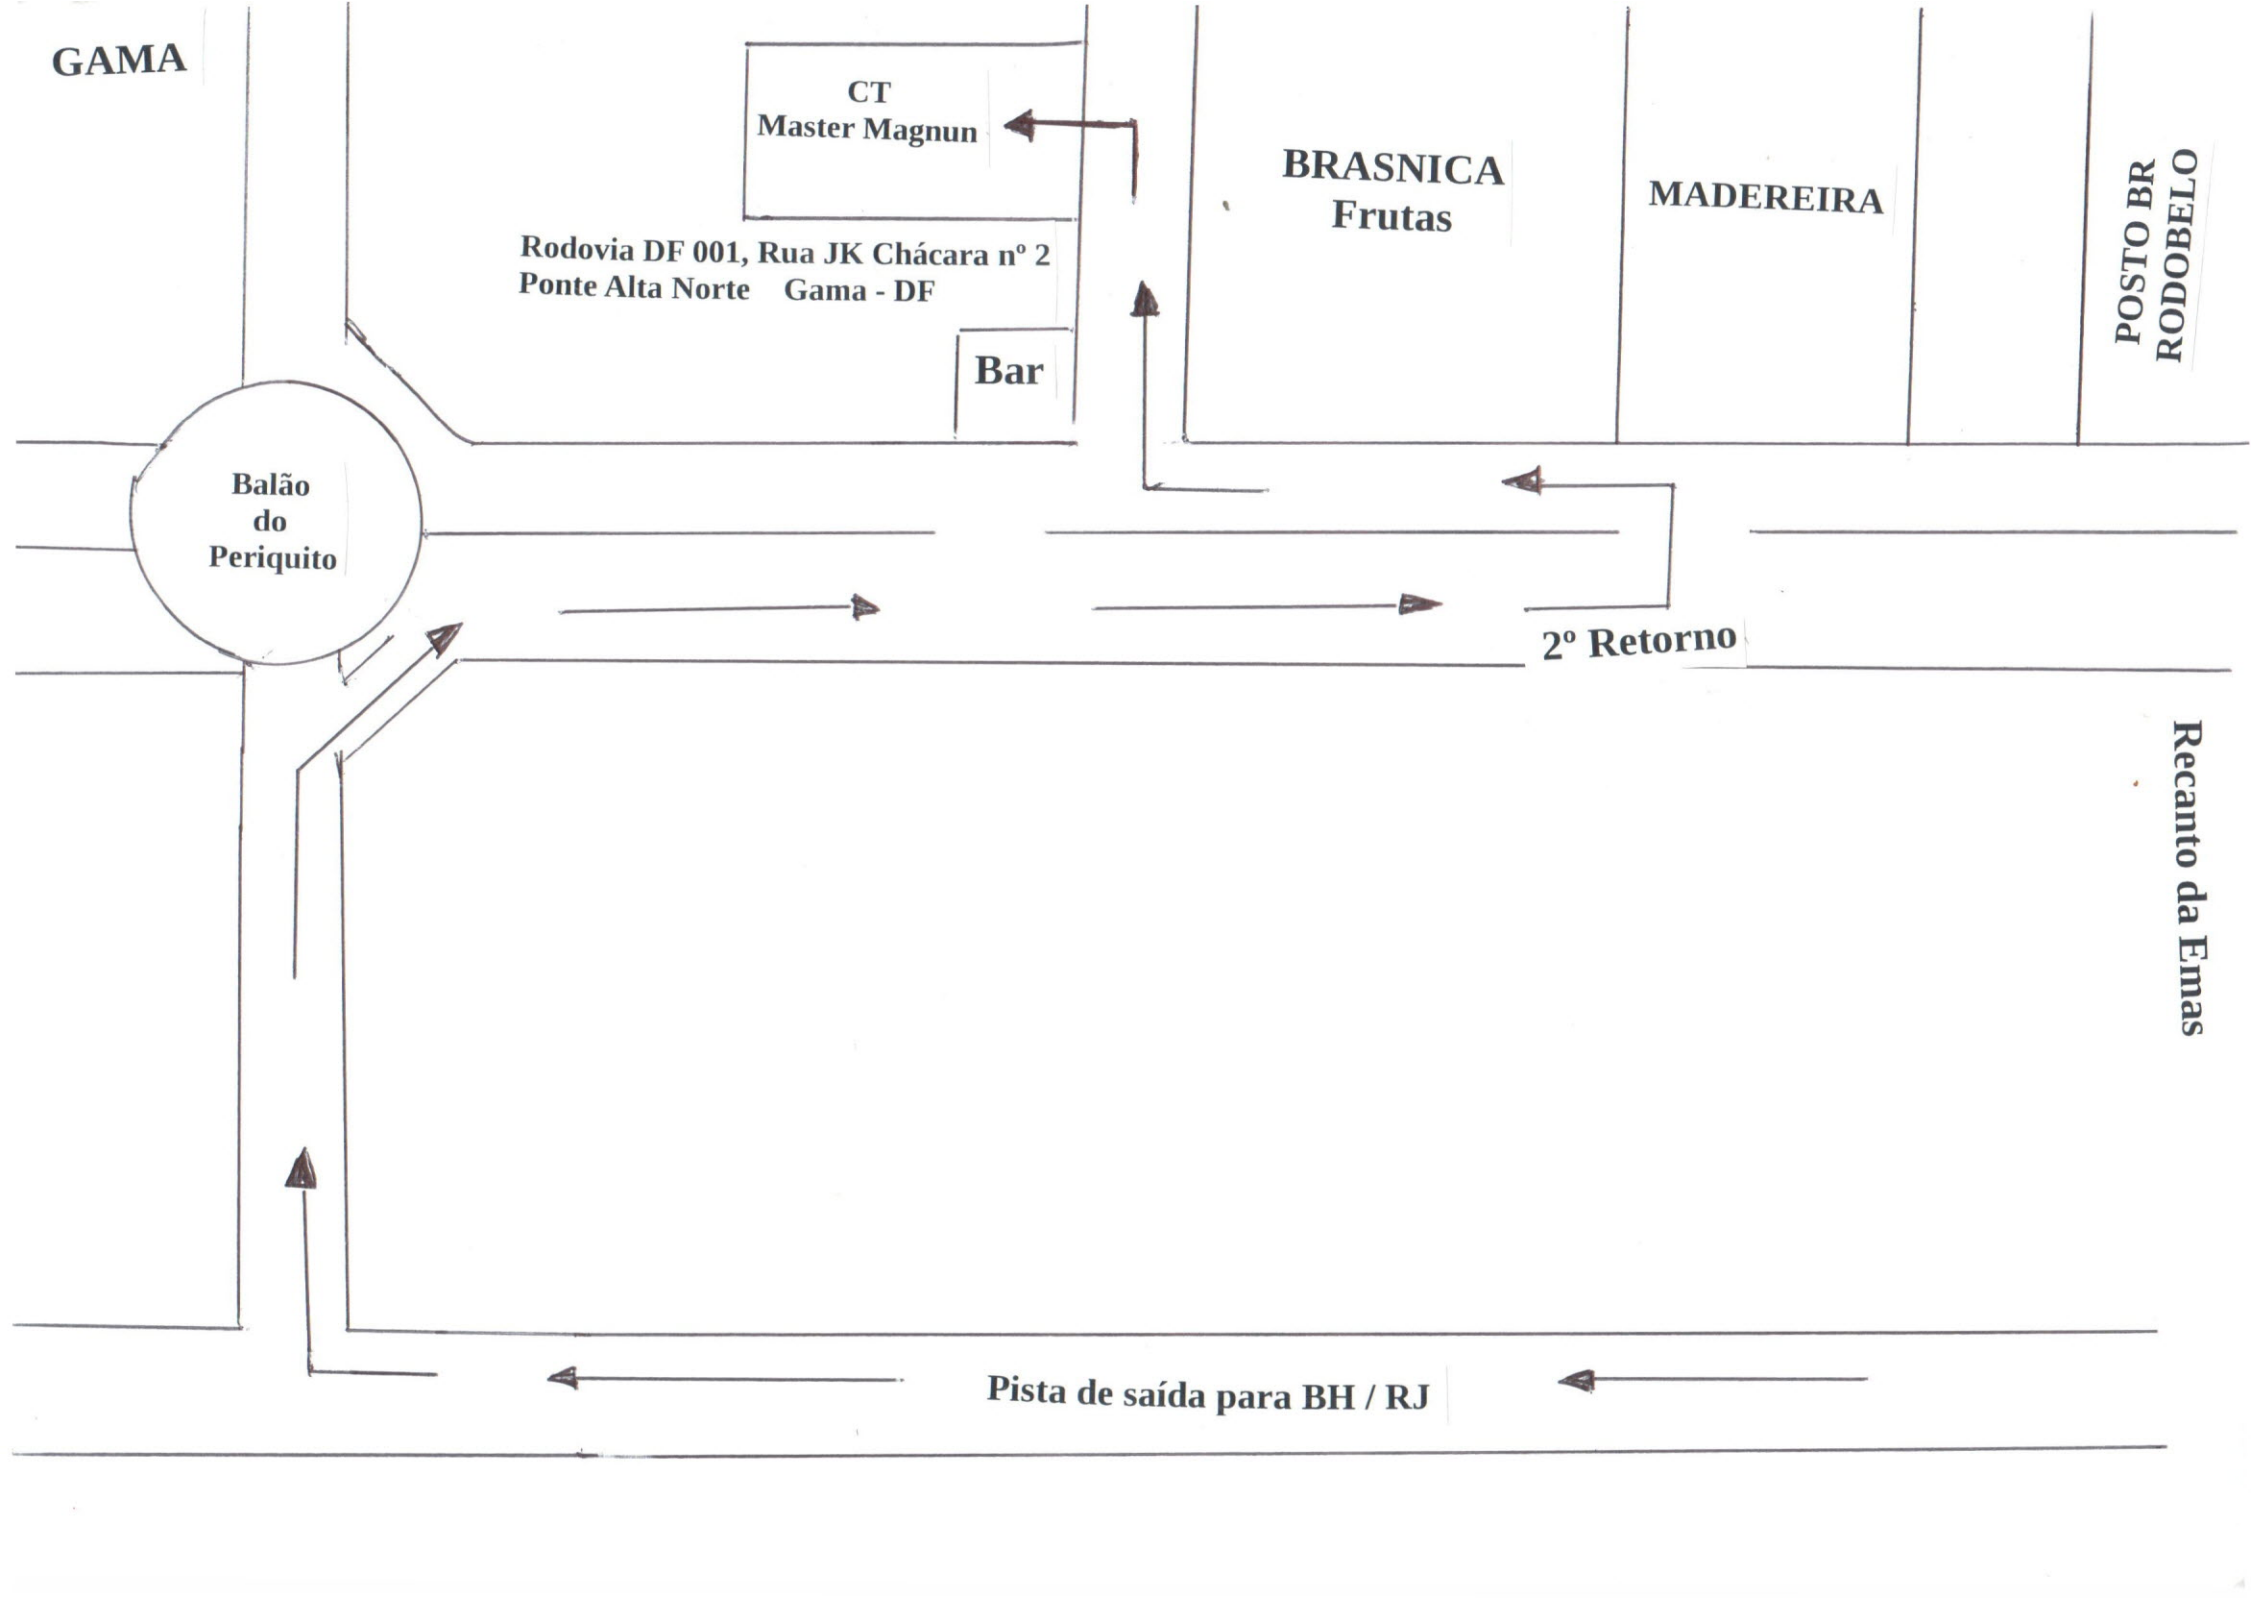 GAMA
CT
Master Magnun
BRASNICA
Frutas
MADEREIRA
POSTO BR
RODOBELO
Rodovia DF 001, Rua JK Chácara nº 2
Ponte Alta Norte Gama - DF
Bar
Balão
do
Periquito
2º Retorno
Recanto da Emas
Pista de saída para BH / RJ